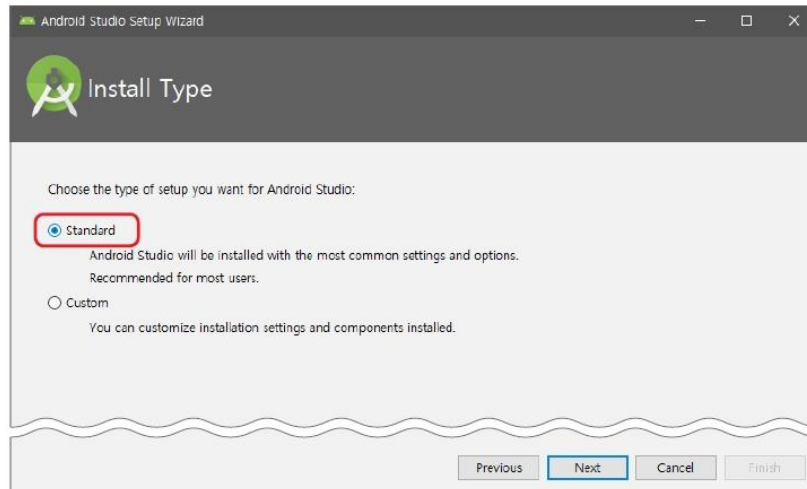 Android Studio Setup Wizard
Install Type
Choose the type of setup you want for Android Studio:
Standard
Android Studio will be installed with the most common settings and options.
Recommended for most users.
Custom
You can customize installation settings and components installed.
Previous Next Cancel Finish